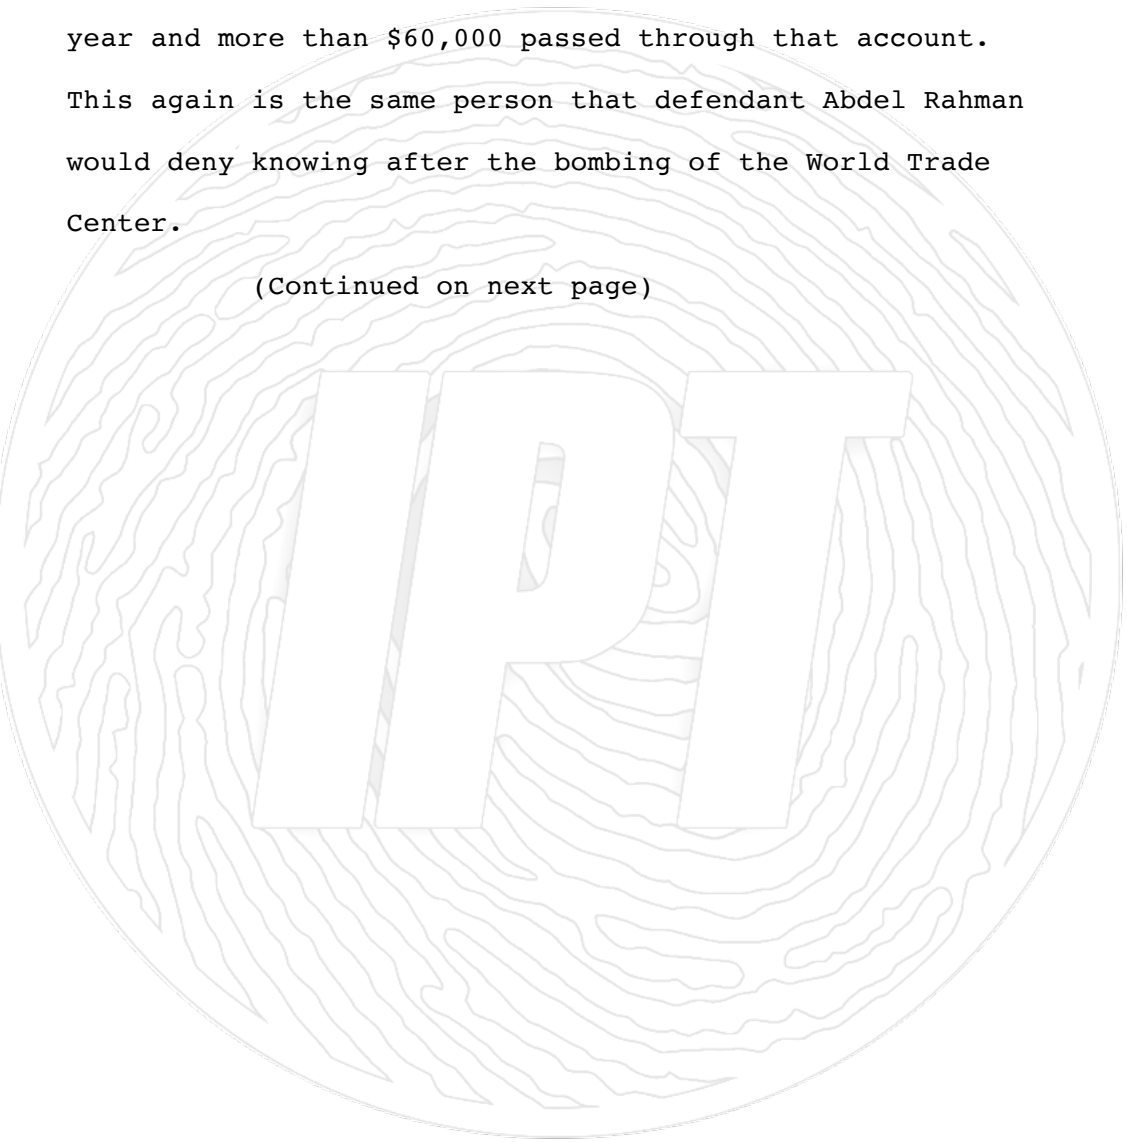 year and more than $60,000 passed through that account.
This again is the same person that defendant Abdel Rahman
would deny knowing after the bombing of the World Trade
Center.
(Continued on next page)
IPT